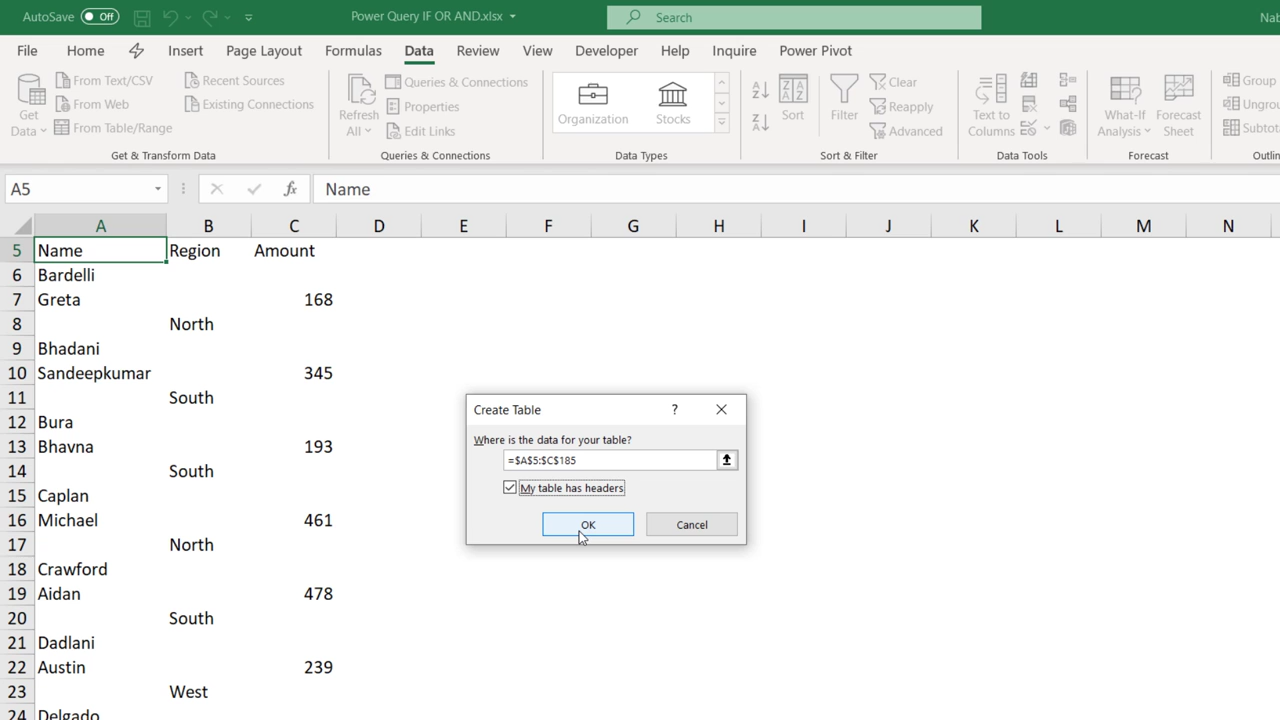 AutoSave Off Power Query IF OR AND.xlsx Search
File Home Insert Page Layout Formulas Data Review View Developer Help Inquire Power Pivot
Get Data
From Text/CSV
From Web
From Table/Range
Recent Sources
Existing Connections
Get & Transform Data
Refresh All
Queries & Connections
Properties
Edit Links
Queries & Connections
Organization Stocks
Data Types
Sort
Filter
Clear
Reapply
Advanced
Sort & Filter
Text to Columns
Data Tools
What-If Analysis
Forecast Sheet
Forecast
Group
A5 fx Name
A B C D E F G H I J K L M N
5 Name Region Amount
6 Bardelli
7 Greta 168
8 North
9 Bhadani
10 Sandeepkumar 345
11 South
12 Bura
13 Bhavna 193
14 South
15 Caplan
16 Michael 461
17 North
18 Crawford
19 Aidan 478
20 South
21 Dadlani
22 Austin 239
23 West
24 Delgado
Create Table ?
Where is the data for your table?
=$A$5:$C$185
My table has headers
OK Cancel